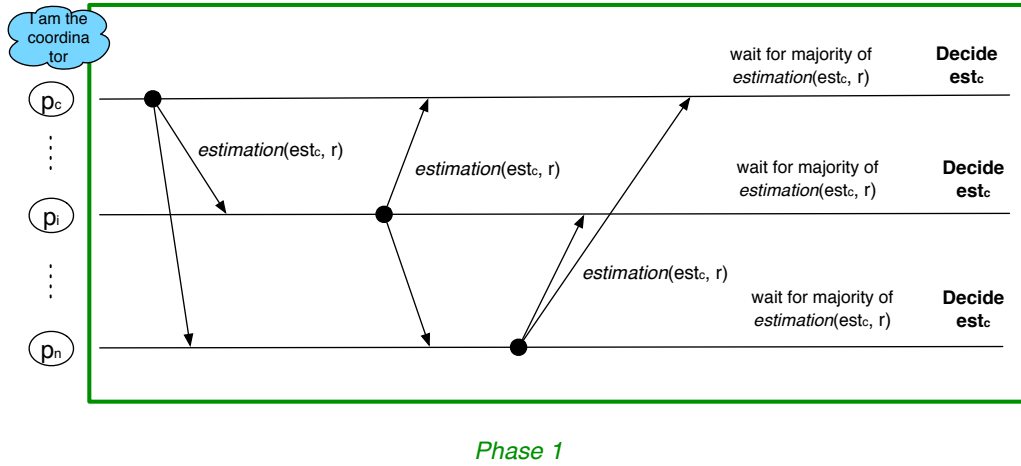 I am the
coordina
tor
wait for majority of
estimation(estc, r)
Decide
estc
pc
estimation(estc, r)
estimation(estc, r)
wait for majority of
estimation(estc, r)
Decide
estc
pi
estimation(estc, r)
wait for majority of
estimation(estc, r)
Decide
estc
pn
Phase 1